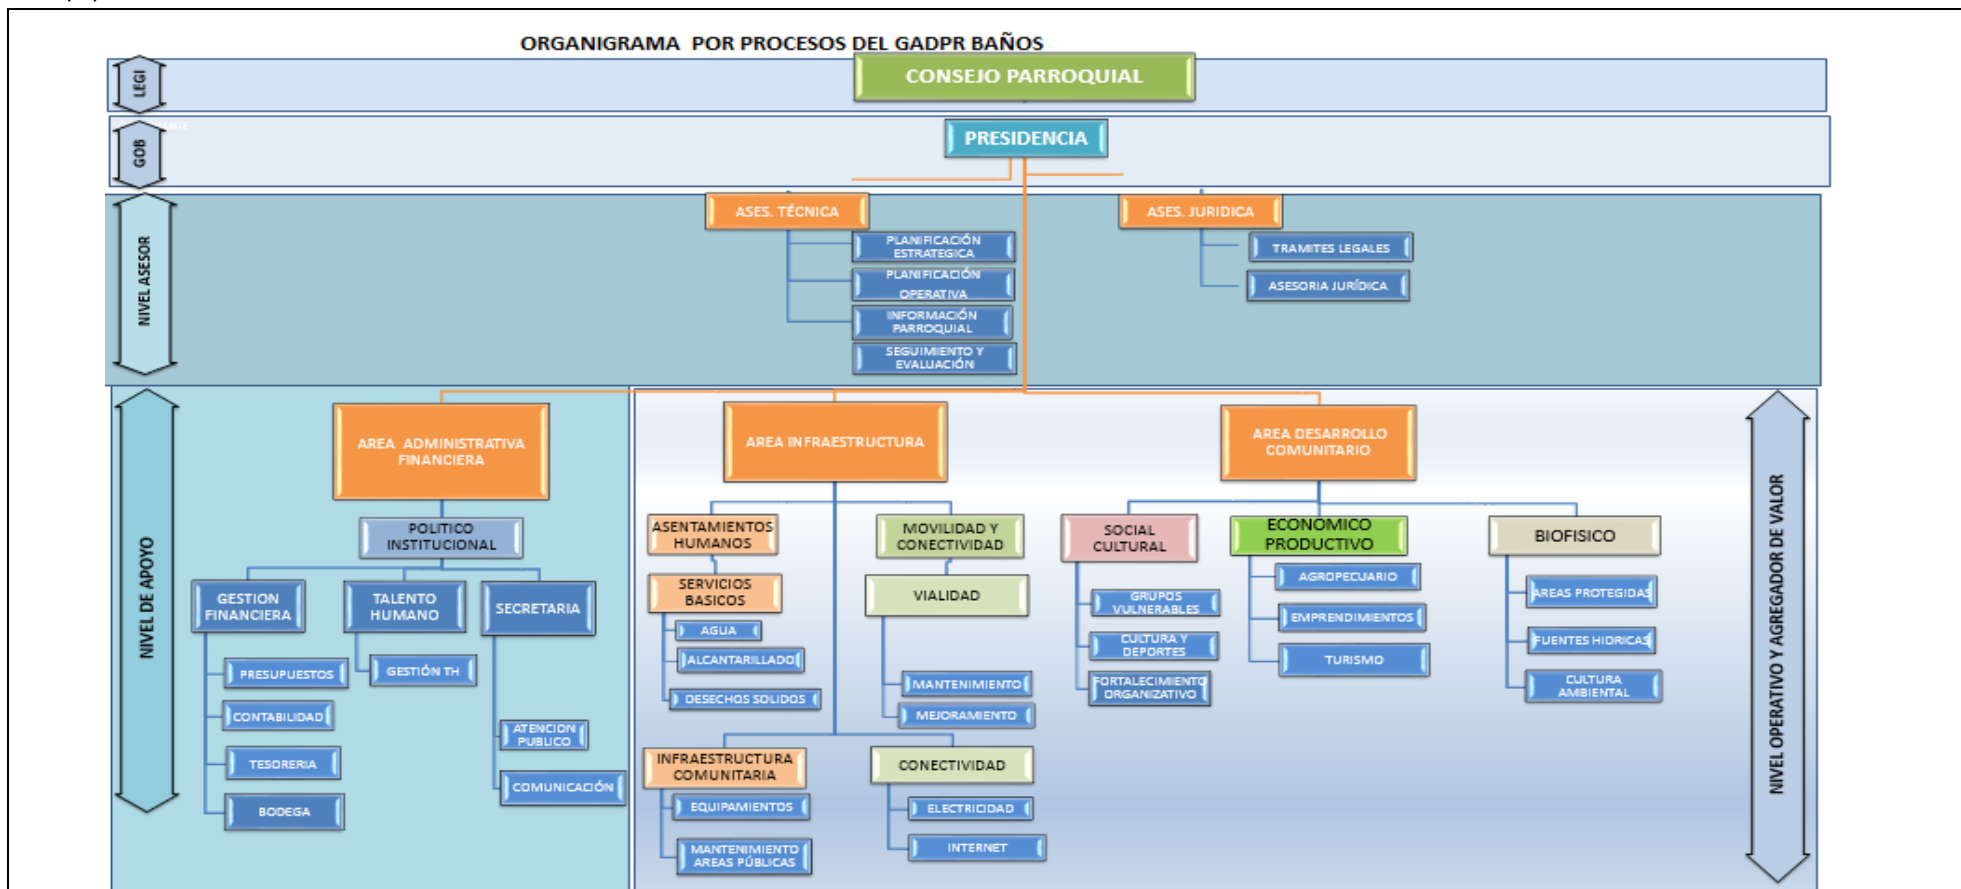 ORGANIGRAMA POR PROCESOS DEL GADPR BAÑOS
LEGI
CONSEJO PARROQUIAL
GOB
PRESIDENCIA
NIVEL ASESOR
ASES. TÉCNICA
ASES. JURIDICA
PLANIFICACIÓN
ESTRATEGICA
TRAMITES LEGALES
PLANIFICACIÓN
OPERATIVA
ASESORIA JURÍDICA
INFORMACIÓN
PARROQUIAL
SEGUIMIENTO Y
EVALUACIÓN
NIVEL DE APOYO
AREA ADMINISTRATIVA
FINANCIERA
POLITICO
INSTITUCIONAL
GESTION
FINANCIERA
TALENTO
HUMANO
SECRETARIA
PRESUPUESTOS
CONTABILIDAD
TESORERIA
BODEGA
GESTIÓN TH
ATENCION
PUBLICO
COMUNICACIÓN
AREA INFRAESTRUCTURA
ASENTAMIENTOS
HUMANOS
SERVICIOS
BASICOS
AGUA
ALCANTARILLADO
DESECHOS SOLIDOS
MOVILIDAD Y
CONECTIVIDAD
VIALIDAD
MANTENIMIENTO
MEJORAMIENTO
INFRAESTRUCTURA
COMUNITARIA
EQUIPAMIENTOS
MANTENIMIENTO
AREAS PÚBLICAS
CONECTIVIDAD
ELECTRICIDAD
INTERNET
AREA DESARROLLO
COMUNITARIO
SOCIAL
CULTURAL
GRUPOS
VULNERABLES
CULTURA Y
DEPORTES
FORTALECIMIENTO
ORGANIZATIVO
ECONOMICO
PRODUCTIVO
AGROPECUARIO
EMPRENDIMIENTOS
TURISMO
BIOFISICO
AREAS PROTEGIDAS
FUENTES HIDRICAS
CULTURA
AMBIENTAL
NIVEL OPERATIVO Y AGREGADOR DE VALOR